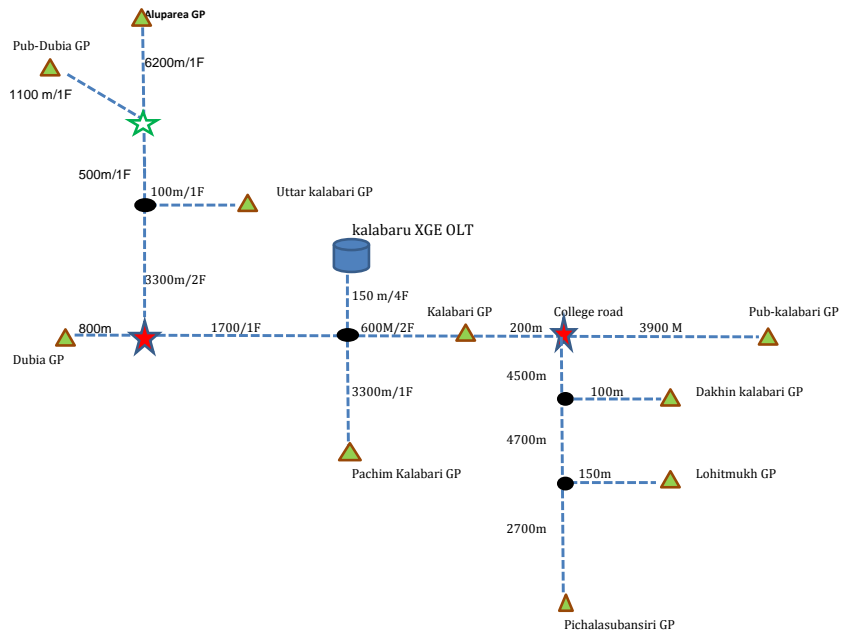 Aluparea GP
Pub-Dubia GP
6200m/1F
1100 m/1F
500m/1F
100m/1F
Uttar kalabari GP
kalabaru XGE OLT
3300m/2F
150 m/4F
Kalabari GP
College road
Pub-kalabari GP
800m
1700/1F
600M/2F
200m
3900 M
Dubia GP
4500m
3300m/1F
100m
Dakhin kalabari GP
4700m
Pachim Kalabari GP
150m
Lohitmukh GP
2700m
Pichalasubansiri GP